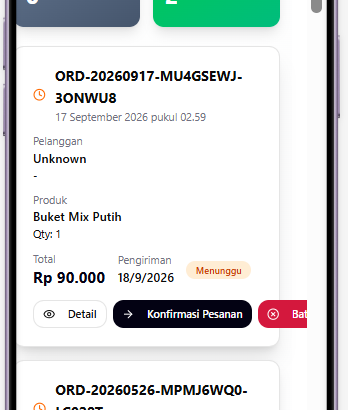 ORD-20260917-MU4GSEWJ-
3ONWU8
17 September 2026 pukul 02.59
Pelanggan
Unknown
-
Produk
Buket Mix Putih
Qty: 1
Total
Rp 90.000
Pengiriman
18/9/2026
Menunggu
Detail
Konfirmasi Pesanan
Bat
ORD-20260526-MPMJ6WQ0-